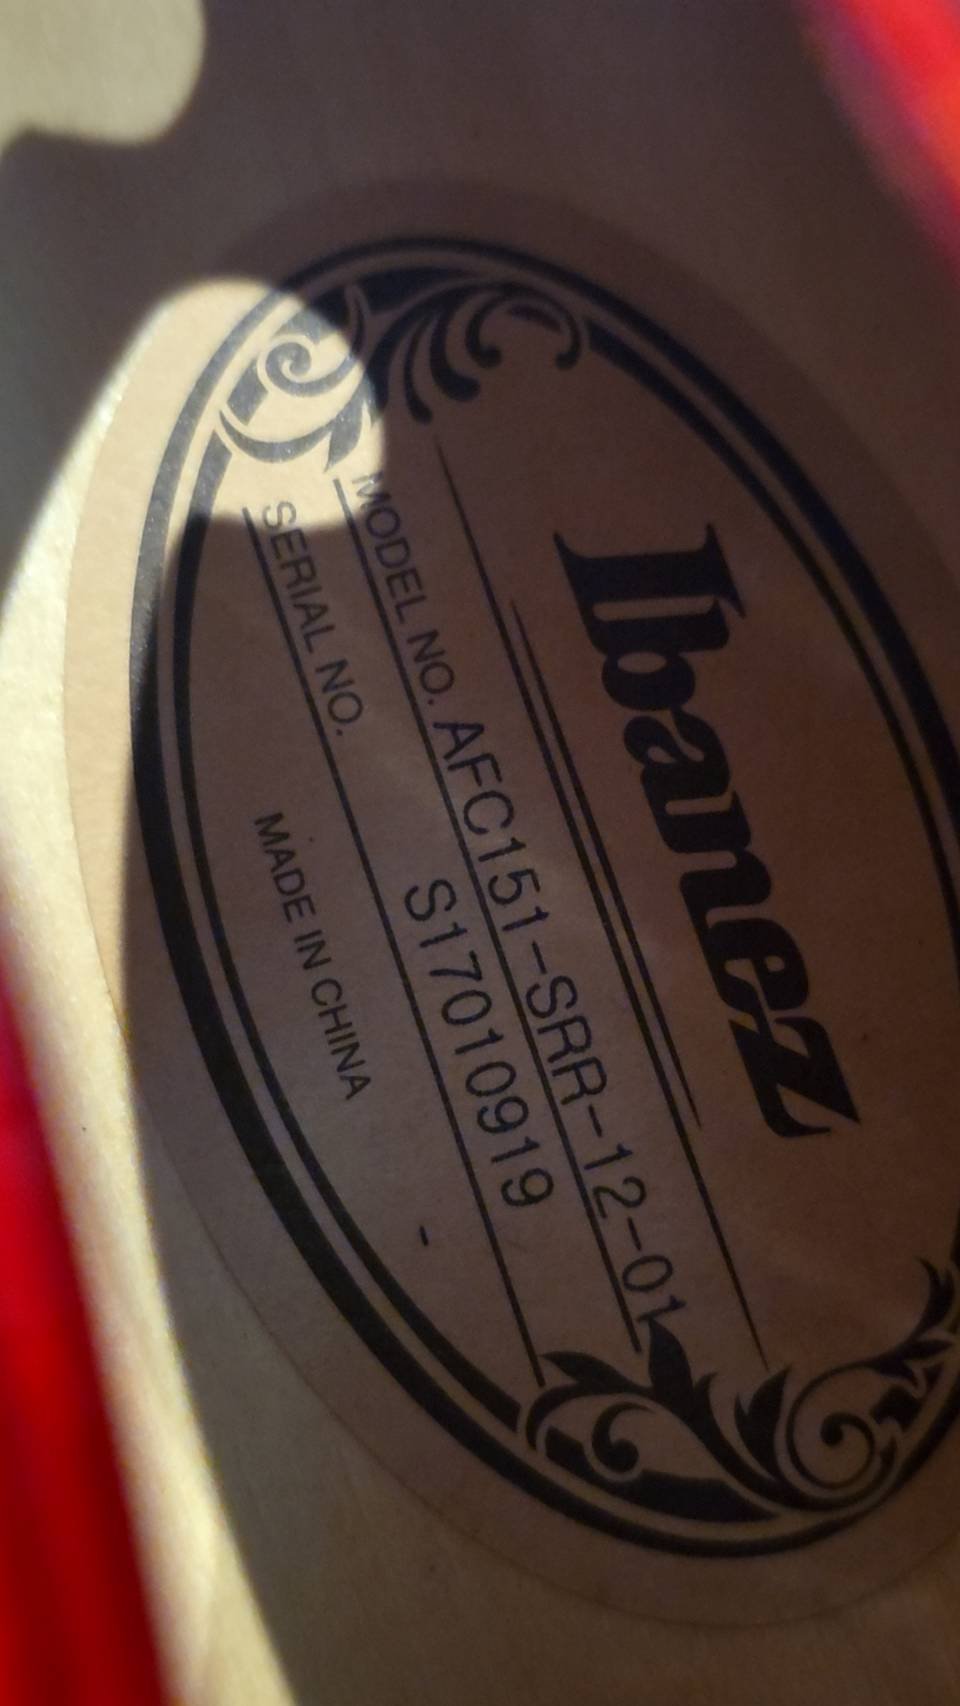 Ibanez
MODEL NO. AFC151-SRR-12-01
SERIAL NO. S17010919
MADE IN CHINA -